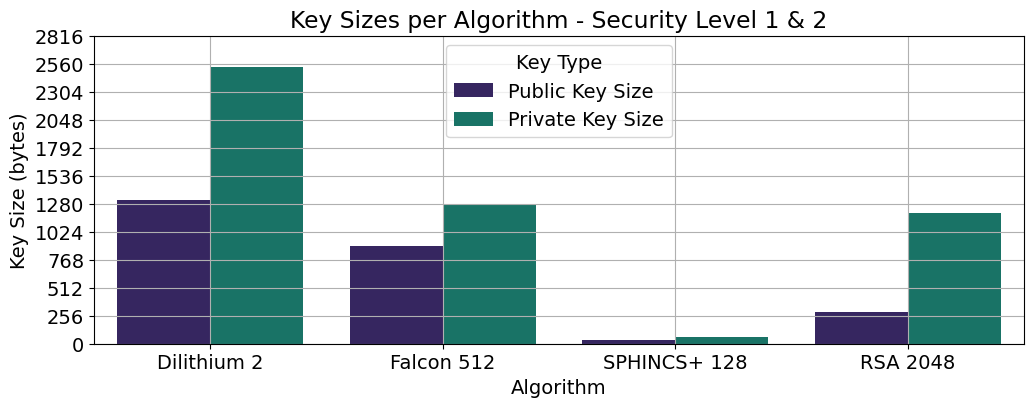 Key Sizes per Algorithm - Security Level 1 & 2
Key Size (bytes)
2816
2560
2304
2048
1792
1536
1280
1024
768
512
256
0
Key Type
Public Key Size
Private Key Size
Dilithium 2
Falcon 512
SPHINCS+ 128
RSA 2048
Algorithm